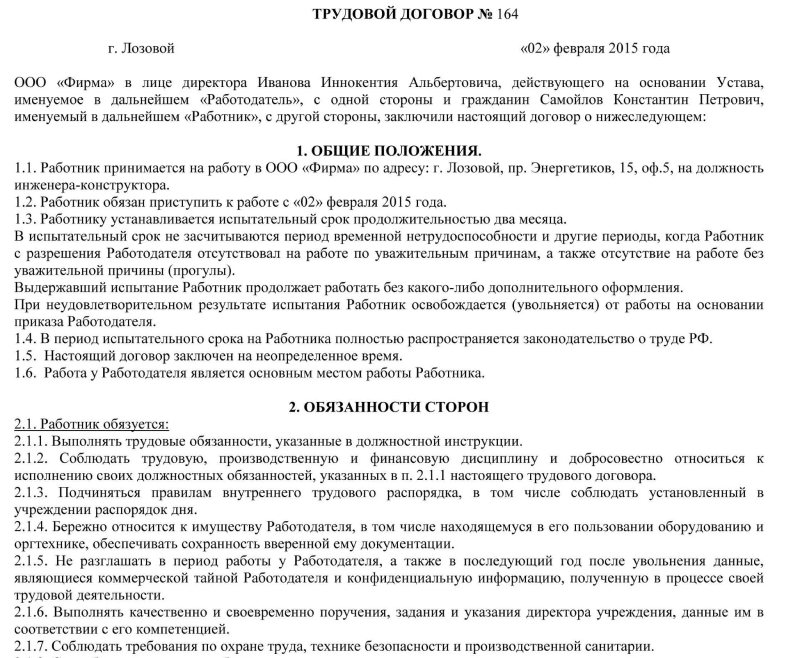 ТРУДОВОЙ ДОГОВОР № 164
г. Лозовой «02» февраля 2015 года
ООО «Фирма» в лице директора Иванова Иннокентия Альбертовича, действующего на основании Устава,
именуемое в дальнейшем «Работодатель», с одной стороны и гражданин Самойлов Константин Петрович,
именуемый в дальнейшем «Работник», с другой стороны, заключили настоящий договор о нижеследующем:
1. ОБЩИЕ ПОЛОЖЕНИЯ.
1.1. Работник принимается на работу в ООО «Фирма» по адресу: г. Лозовой, пр. Энергетиков, 15, оф.5, на должность
инженера-конструктора.
1.2. Работник обязан приступить к работе с «02» февраля 2015 года.
1.3. Работнику устанавливается испытательный срок продолжительностью два месяца.
В испытательный срок не засчитываются период временной нетрудоспособности и другие периоды, когда Работник
с разрешения Работодателя отсутствовал на работе по уважительным причинам, а также отсутствие на работе без
уважительной причины (прогулы).
Выдержавший испытание Работник продолжает работать без какого-либо дополнительного оформления.
При неудовлетворительном результате испытания Работник освобождается (увольняется) от работы на основании
приказа Работодателя.
1.4. В период испытательного срока на Работника полностью распространяется законодательство о труде РФ.
1.5. Настоящий договор заключен на неопределенное время.
1.6. Работа у Работодателя является основным местом работы Работника.
2. ОБЯЗАННОСТИ СТОРОН
2.1. Работник обязуется:
2.1.1. Выполнять трудовые обязанности, указанные в должностной инструкции.
2.1.2. Соблюдать трудовую, производственную и финансовую дисциплину и добросовестно относиться к
исполнению своих должностных обязанностей, указанных в п. 2.1.1 настоящего трудового договора.
2.1.3. Подчиняться правилам внутреннего трудового распорядка, в том числе соблюдать установленный в
учреждении распорядок дня.
2.1.4. Бережно относится к имуществу Работодателя, в том числе находящемуся в его пользовании оборудованию и
оргтехнике, обеспечивать сохранность вверенной ему документации.
2.1.5. Не разглашать в период работы у Работодателя, а также в последующий год после увольнения данные,
являющиеся коммерческой тайной Работодателя и конфиденциальную информацию, полученную в процессе своей
трудовой деятельности.
2.1.6. Выполнять качественно и своевременно поручения, задания и указания директора учреждения, данные им в
соответствии с его компетенцией.
2.1.7. Соблюдать требования по охране труда, технике безопасности и производственной санитарии.